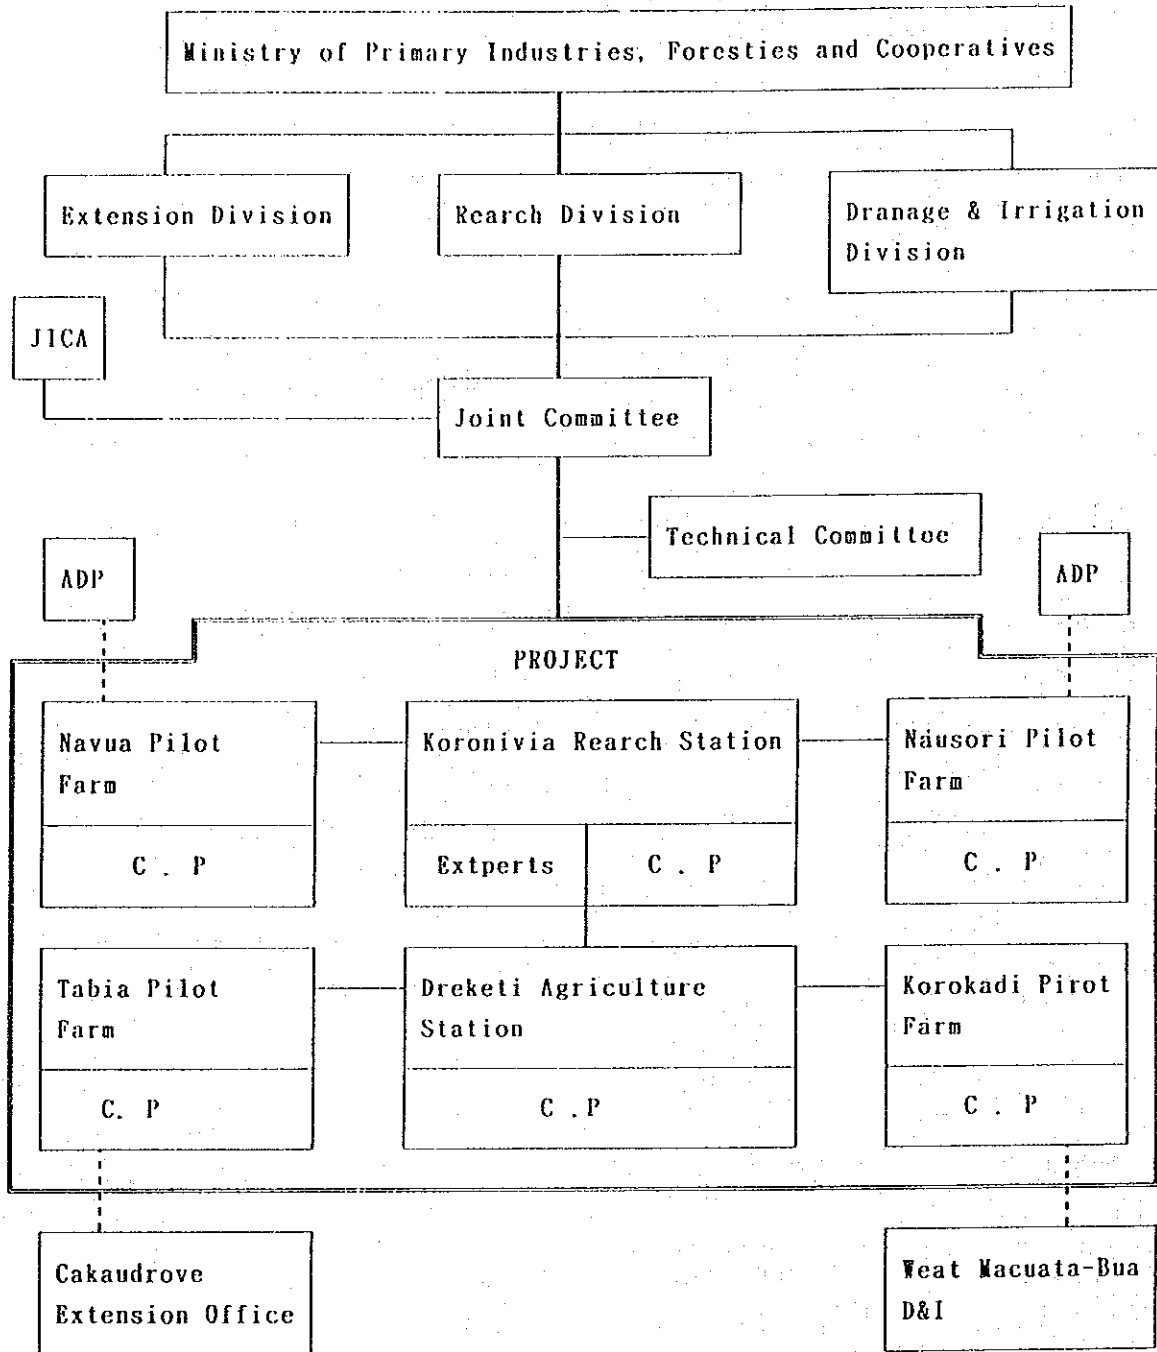 Ministry of Primary Industries, Foresties and Cooperatives
Extension Division
Rearch Division
Dranage & Irrigation
Division
JICA
Joint Committee
Technical Committee
ADP
ADP
PROJECT
Navua Pilot
Farm
C . P
Koronivia Rearch Station
Extperts
C . P
Nausori Pilot
Farm
C . P
Tabia Pilot
Farm
C. P
Dreketi Agriculture
Station
C .P
Korokadi Pirot
Farm
C . P
Cakaudrove
Extension Office
Weat Macuata-Bua
D&I